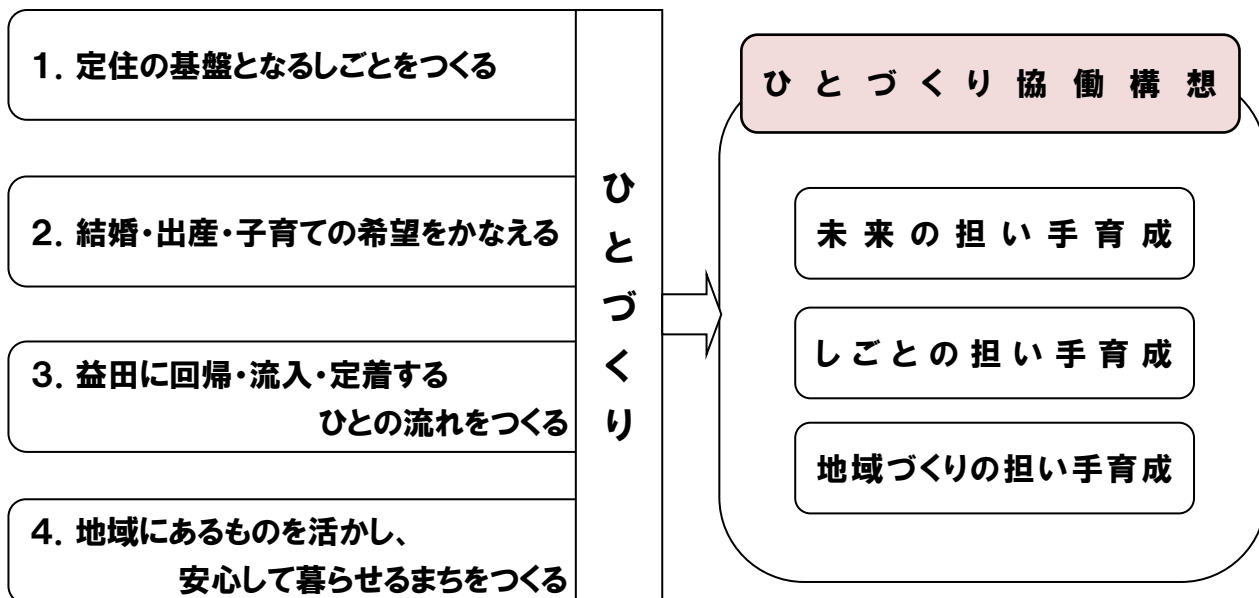 1．定住の基盤となるしごとをつくる
2．結婚・出産・子育ての希望をかなえる
3．益田に回帰・流入・定着する
ひとの流れをつくる
4．地域にあるものを活かし、
安心して暮らせるまちをつくる
ひとづくり
ひとづくり協働構想
未来の担い手育成
しごとの担い手育成
地域づくりの担い手育成